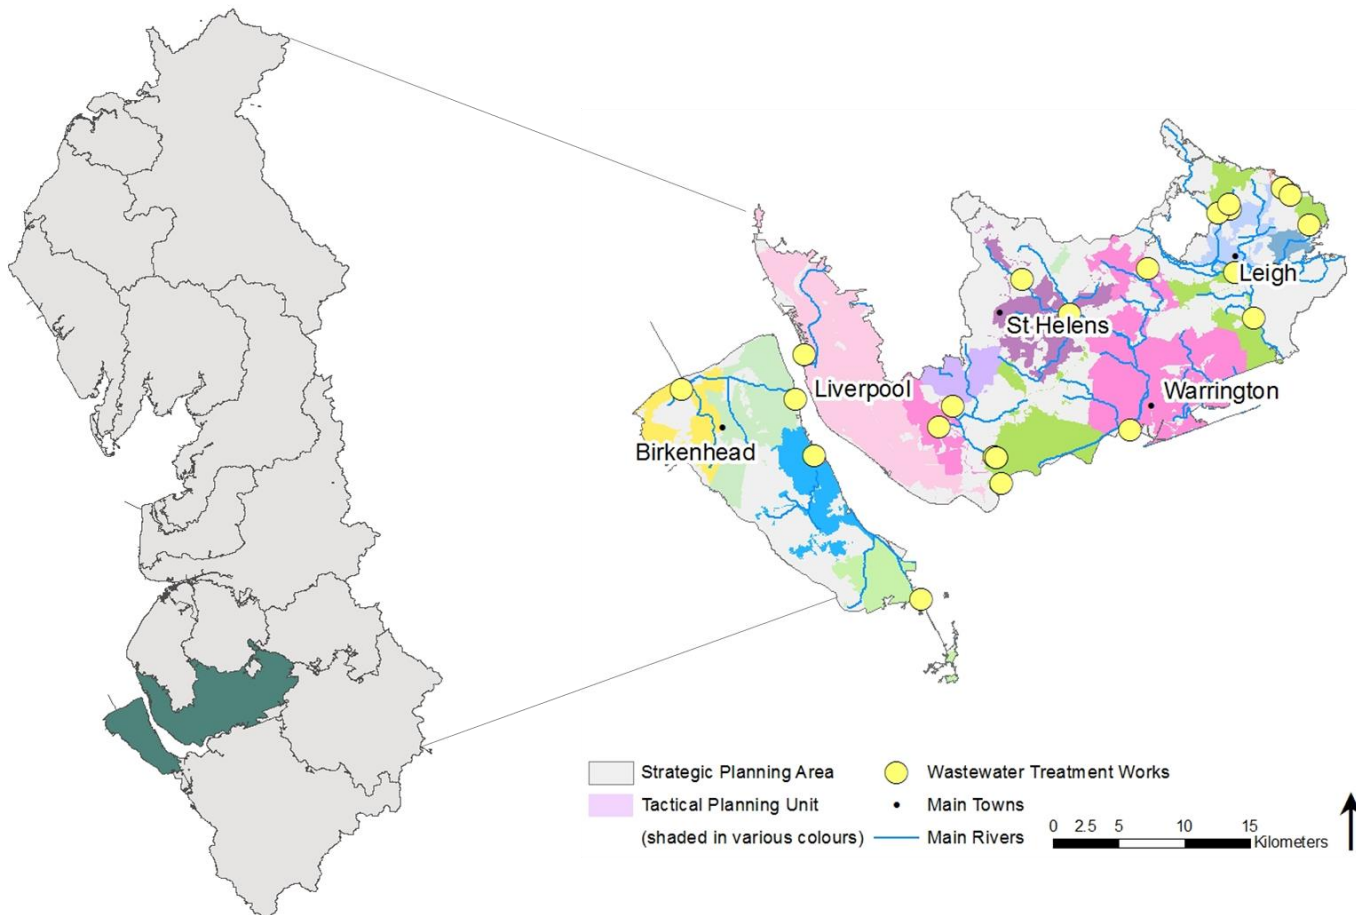 Leigh
St Helens
Liverpool
Warrington
Birkenhead
Strategic Planning Area
Wastewater Treatment Works
Tactical Planning Unit
Main Towns
(shaded in various colours)
Main Rivers
0 2.5 5 10 15
Kilometers